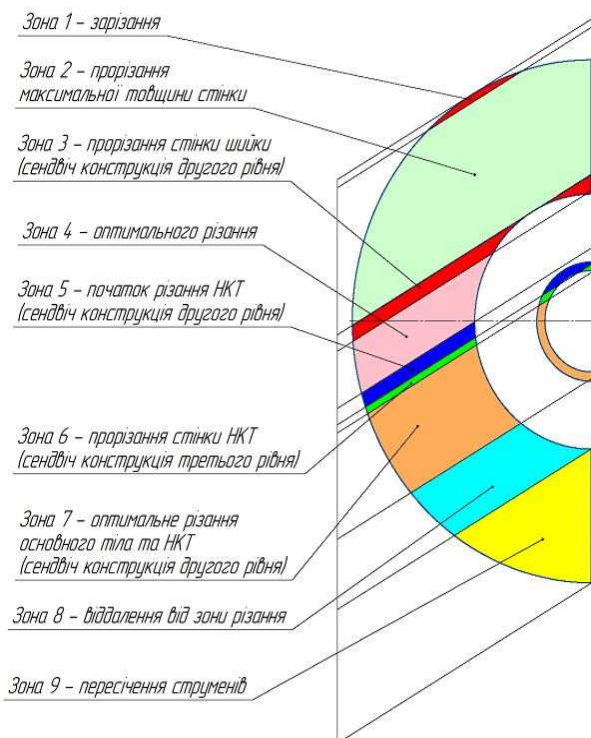 Зона 1 – зарізання
Зона 2 – прорізання
максимальної товщини стінки
Зона 3 – прорізання стінки шийки
(сендвіч конструкція другого рівня)
Зона 4 – оптимального різання
Зона 5 – початок різання НКТ
(сендвіч конструкція другого рівня)
Зона 6 – прорізання стінки НКТ
(сендвіч конструкція третього рівня)
Зона 7 – оптимальне різання
основного тіла та НКТ
(сендвіч конструкція другого рівня)
Зона 8 – віддалення від зони різання
Зона 9 – пересічення струменів